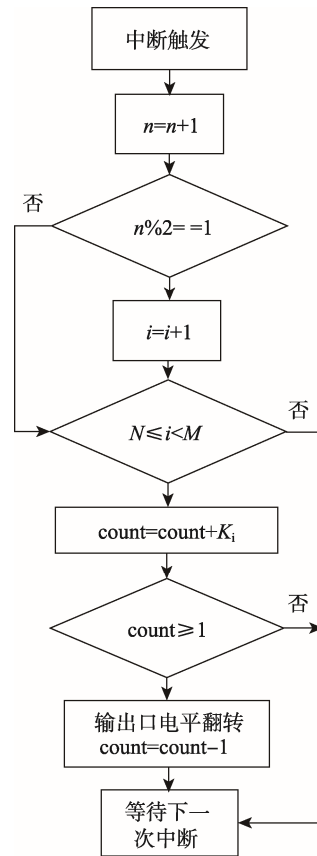 中断触发
n=n+1
否
n%2= =1
i=i+1
否
N≤i<M
count=count+Ki
否
count≥1
输出口电平翻转
count=count−1
等待下一
次中断